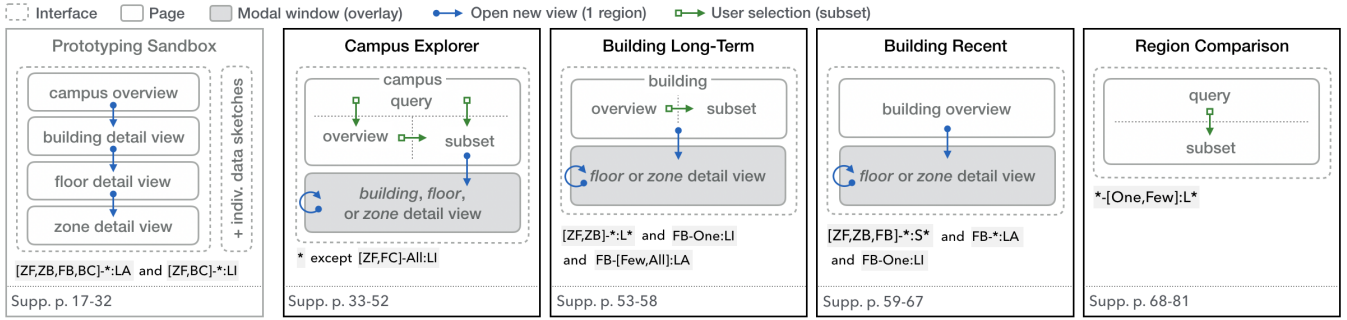 Interface Page Modal window (overlay) Open new view (1 region) User selection (subset)
Prototyping Sandbox
campus overview
building detail view
floor detail view
zone detail view
+ indiv. data sketches
[ZF,ZB,FB,BC]-*:LA and [ZF,BC]-*:LI
Supp. p. 17-32
Campus Explorer
campus
query
overview
subset
building, floor,
or zone detail view
* except [ZF,FC]-All:LI
Supp. p. 33-52
Building Long-Term
building
overview subset
floor or zone detail view
[ZF,ZB]-*:L* and FB-One:LI
and FB-[Few,All]:LA
Supp. p. 53-58
Building Recent
building overview
floor or zone detail view
[ZF,ZB,FB]-*:S* and FB-*:LA
and FB-One:LI
Supp. p. 59-67
Region Comparison
query
subset
*-[One,Few]:L*
Supp. p. 68-81